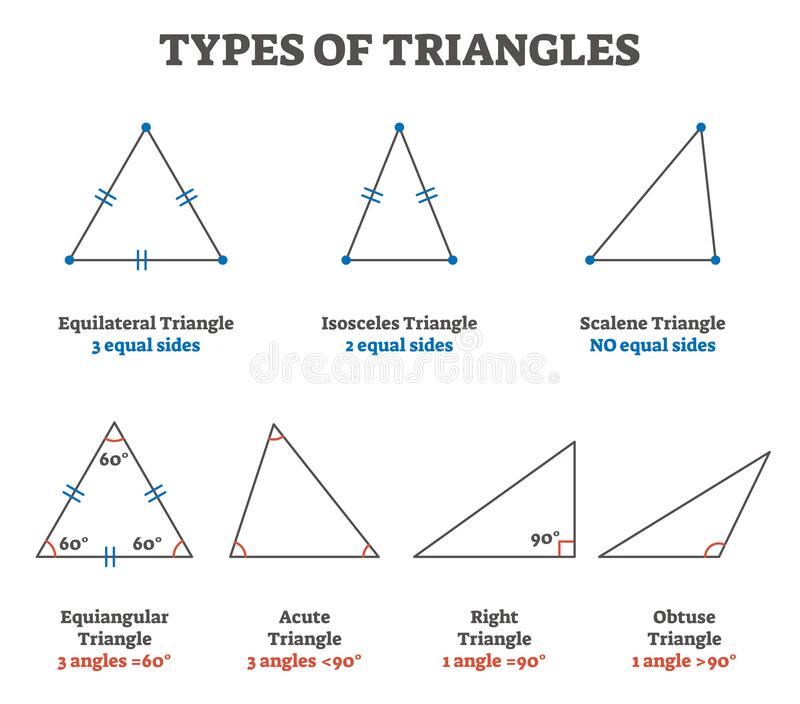 TYPES OF TRIANGLES
Equilateral Triangle
3 equal sides
Isosceles Triangle
2 equal sides
Scalene Triangle
NO equal sides
dreamstime.
60°
60° 60°
90°
Equiangular
Triangle
3 angles =60°
Acute
Triangle
3 angles <90°
Right
Triangle
1 angle =90°
Obtuse
Triangle
1 angle >90°